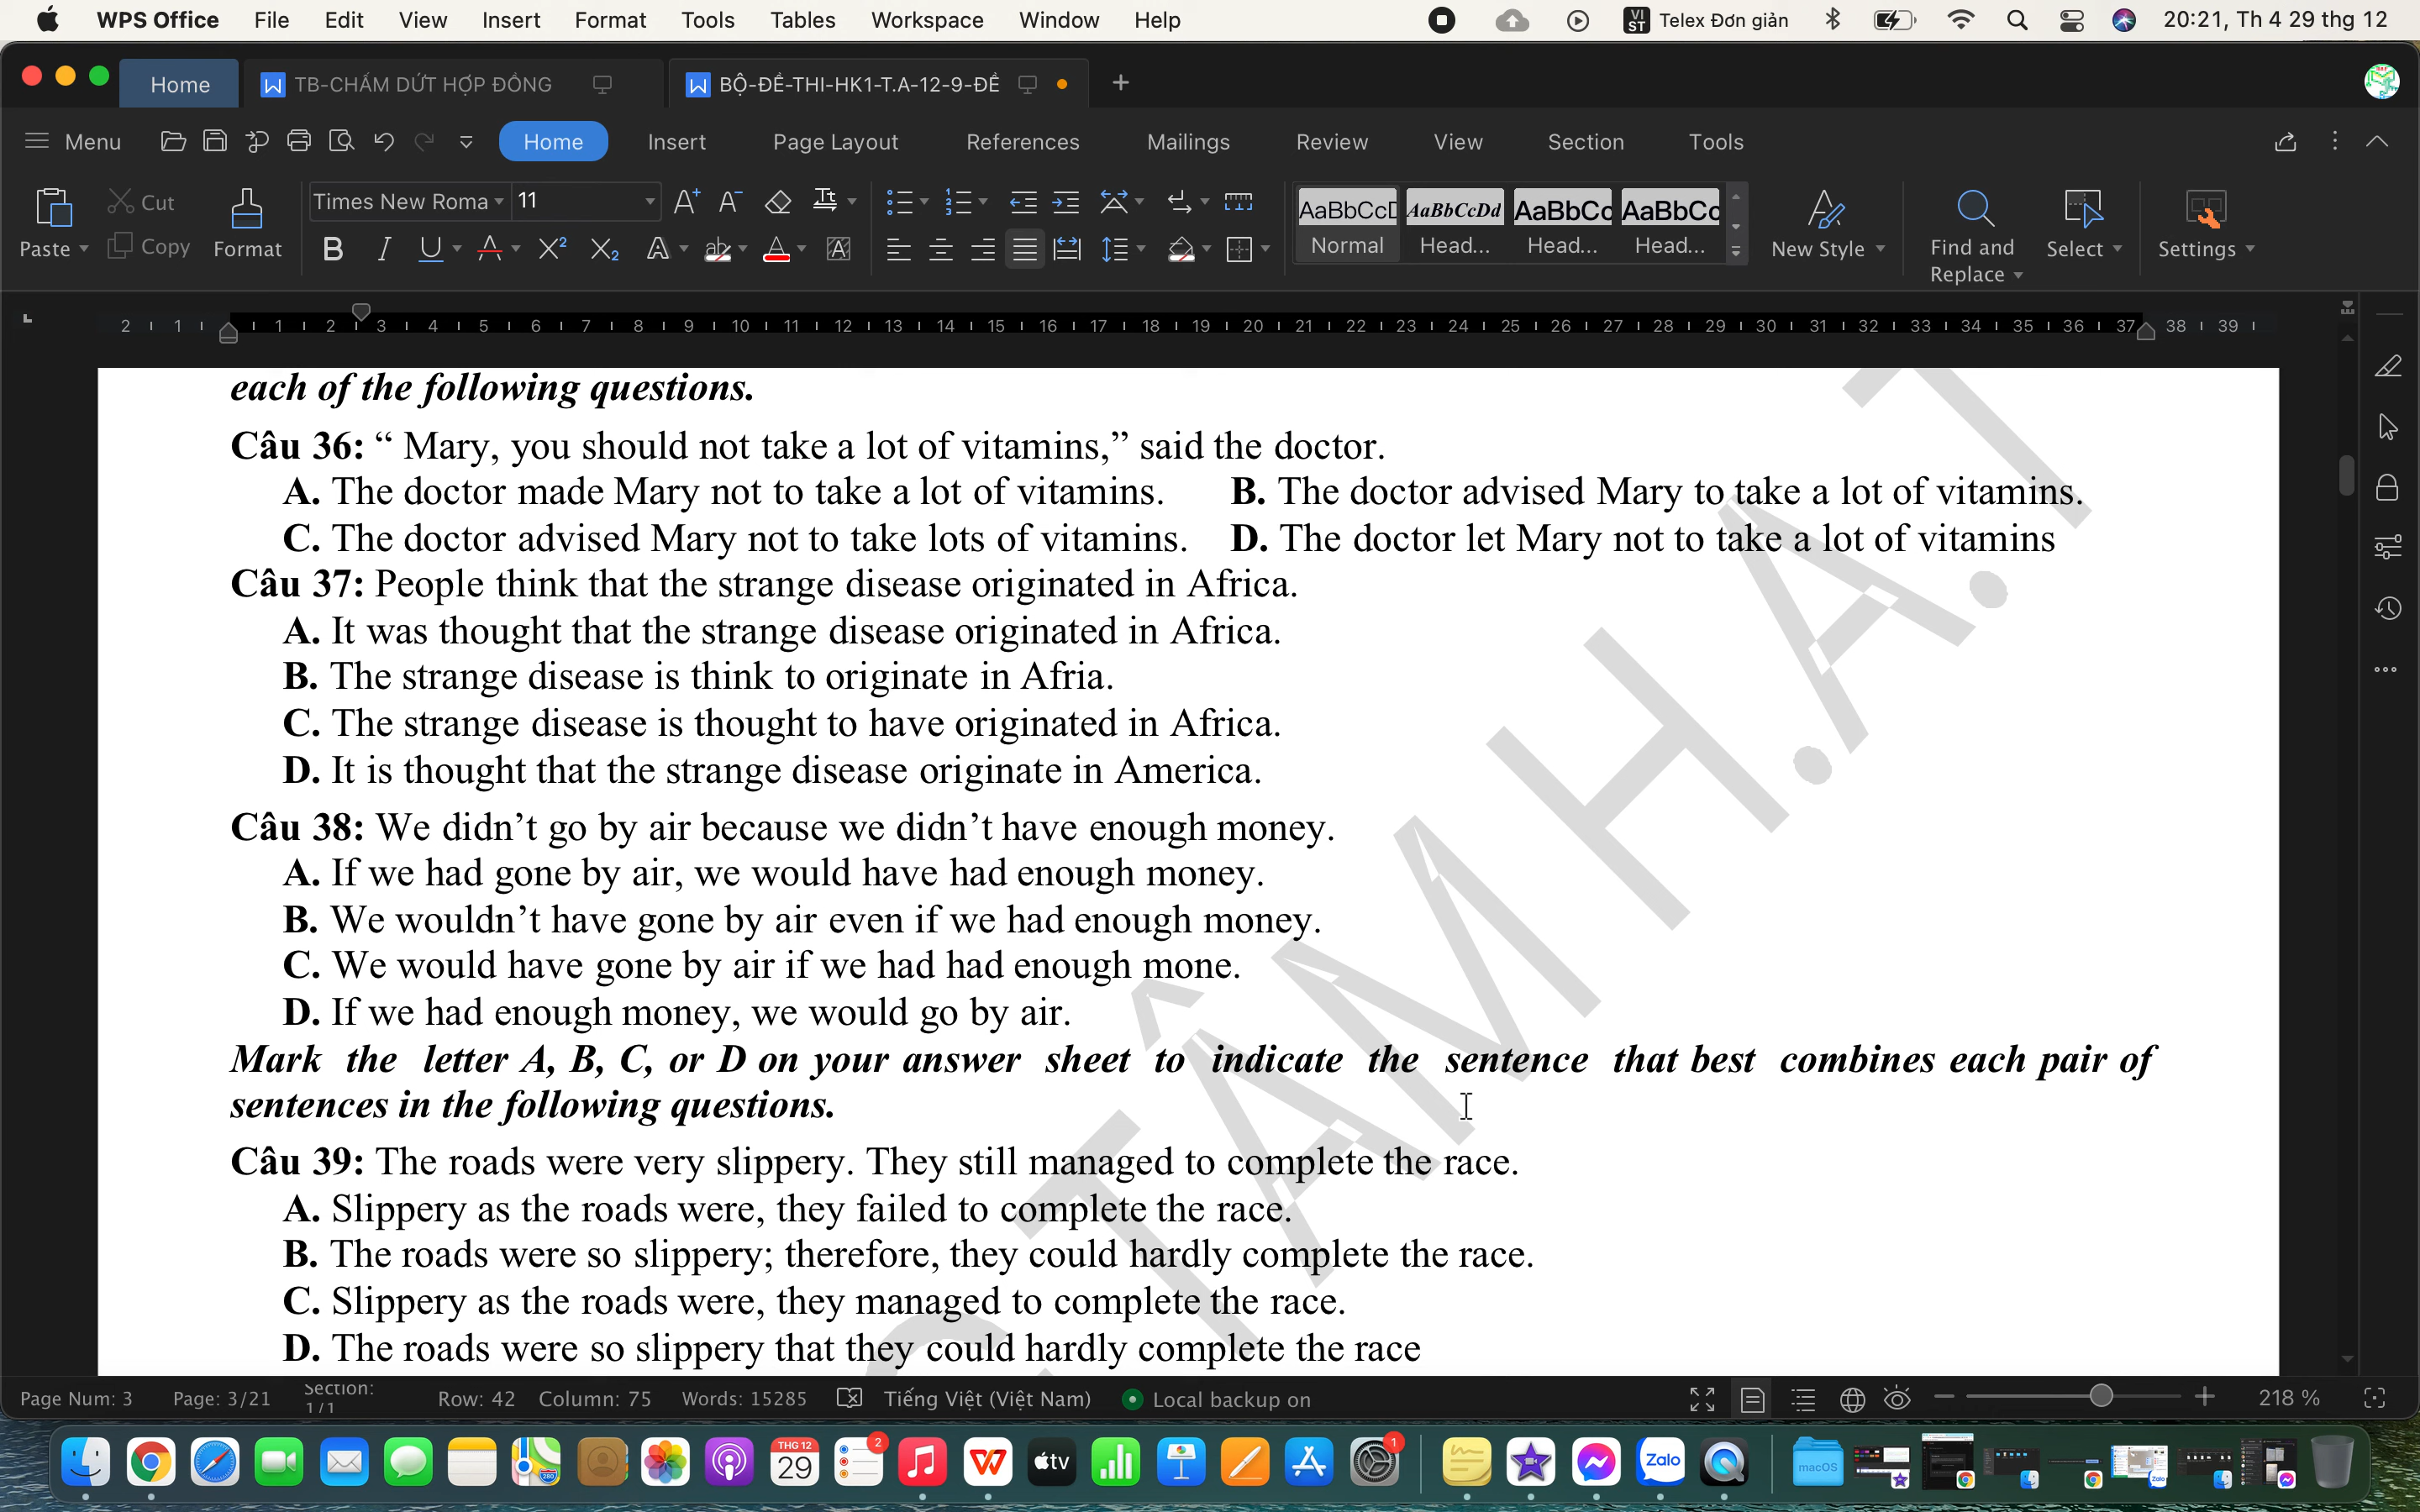 WPS Office File Edit View Insert Format Tools Tables Workspace Window Help VI ST Telex Đơn giản 20:21, Th 4 29 thg 12
Home TB-CHẤM DỨT HỢP ĐỒNG BỘ-ĐỀ-THI-HK1-T.A-12-9-ĐỀ
Menu Home Insert Page Layout References Mailings Review View Section Tools
Cut Times New Roma 11 AaBbCcD AaBbCcDd AaBbCc AaBbCc
Paste Copy Format Normal Head... Head... Head... New Style Find and Replace Select Settings
2 1 1 2 3 4 5 6 7 8 9 10 11 12 13 14 15 16 17 18 19 20 21 22 23 24 25 26 27 28 29 30 31 32 33 34 35 36 37 38 39
each of the following questions.
Câu 36: “ Mary, you should not take a lot of vitamins,” said the doctor.
A. The doctor made Mary not to take a lot of vitamins. B. The doctor advised Mary to take a lot of vitamins.
C. The doctor advised Mary not to take lots of vitamins. D. The doctor let Mary not to take a lot of vitamins
Câu 37: People think that the strange disease originated in Africa.
A. It was thought that the strange disease originated in Africa.
B. The strange disease is think to originate in Afria.
C. The strange disease is thought to have originated in Africa.
D. It is thought that the strange disease originate in America.
Câu 38: We didn’t go by air because we didn’t have enough money.
A. If we had gone by air, we would have had enough money.
B. We wouldn’t have gone by air even if we had enough money.
C. We would have gone by air if we had had enough mone.
D. If we had enough money, we would go by air.
Mark the letter A, B, C, or D on your answer sheet to indicate the sentence that best combines each pair of
sentences in the following questions.
Câu 39: The roads were very slippery. They still managed to complete the race.
A. Slippery as the roads were, they failed to complete the race.
B. The roads were so slippery; therefore, they could hardly complete the race.
C. Slippery as the roads were, they managed to complete the race.
D. The roads were so slippery that they could hardly complete the race
TÂM H.A.T
Page Num: 3 Page: 3/21 Section: 1/1 Row: 42 Column: 75 Words: 15285 Tiếng Việt (Việt Nam) Local backup on 218 %
THG 12 29 2 tv 1 Zalo macOS